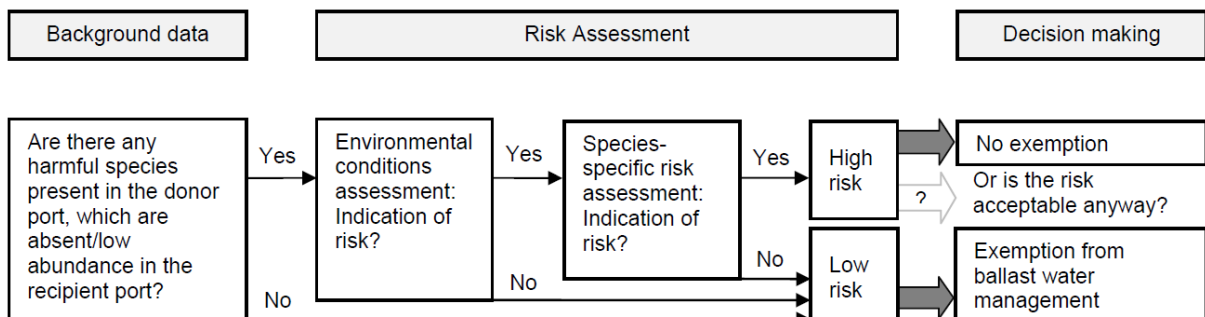 Background data
Risk Assessment
Decision making
Are there any
harmful species
present in the donor
port, which are
absent/low
abundance in the
recipient port?
Yes
No
Environmental
conditions
assessment:
Indication of
risk?
Yes
No
Species-
specific risk
assessment:
Indication of
risk?
Yes
No
High
risk
Low
risk
?
No exemption
Or is the risk
acceptable anyway?
Exemption from
ballast water
management